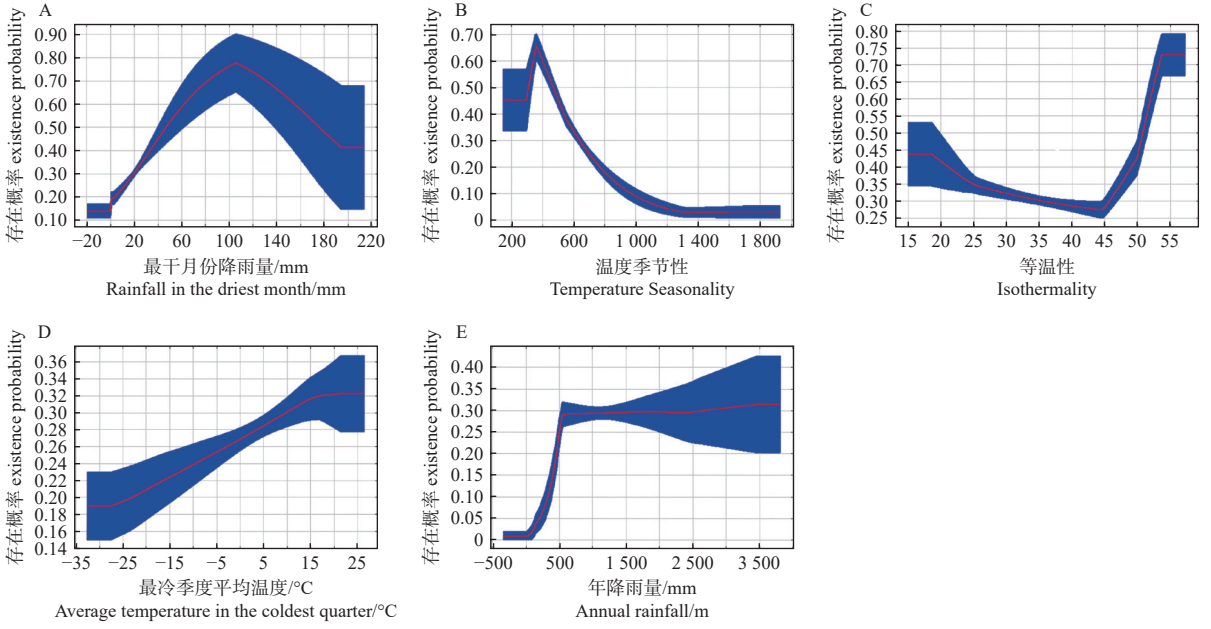 A
存在概率 existence probability
0.90
0.80
0.70
0.60
0.50
0.40
0.30
0.20
0.10
−20 0 20 60 100 140 180 220
最干月份降雨量/mm
Rainfall in the driest month/mm
B
存在概率 existence probability
0.70
0.60
0.50
0.40
0.30
0.20
0.10
0
200 600 1 000 1 400 1 800
温度季节性
Temperature Seasonality
C
存在概率 existence probability
0.80
0.75
0.70
0.65
0.60
0.55
0.50
0.45
0.40
0.35
0.30
0.25
15 20 25 30 35 40 45 50 55
等温性
Isothermality
D
存在概率 existence probability
0.36
0.34
0.32
0.30
0.28
0.26
0.24
0.22
0.20
0.18
0.16
0.14
−35 −25 −15 −5 5 15 25
最冷季度平均温度/°C
Average temperature in the coldest quarter/°C
E
存在概率 existence probability
0.40
0.35
0.30
0.25
0.20
0.15
0.10
0.05
0
−500 500 1 500 2 500 3 500
年降雨量/mm
Annual rainfall/m